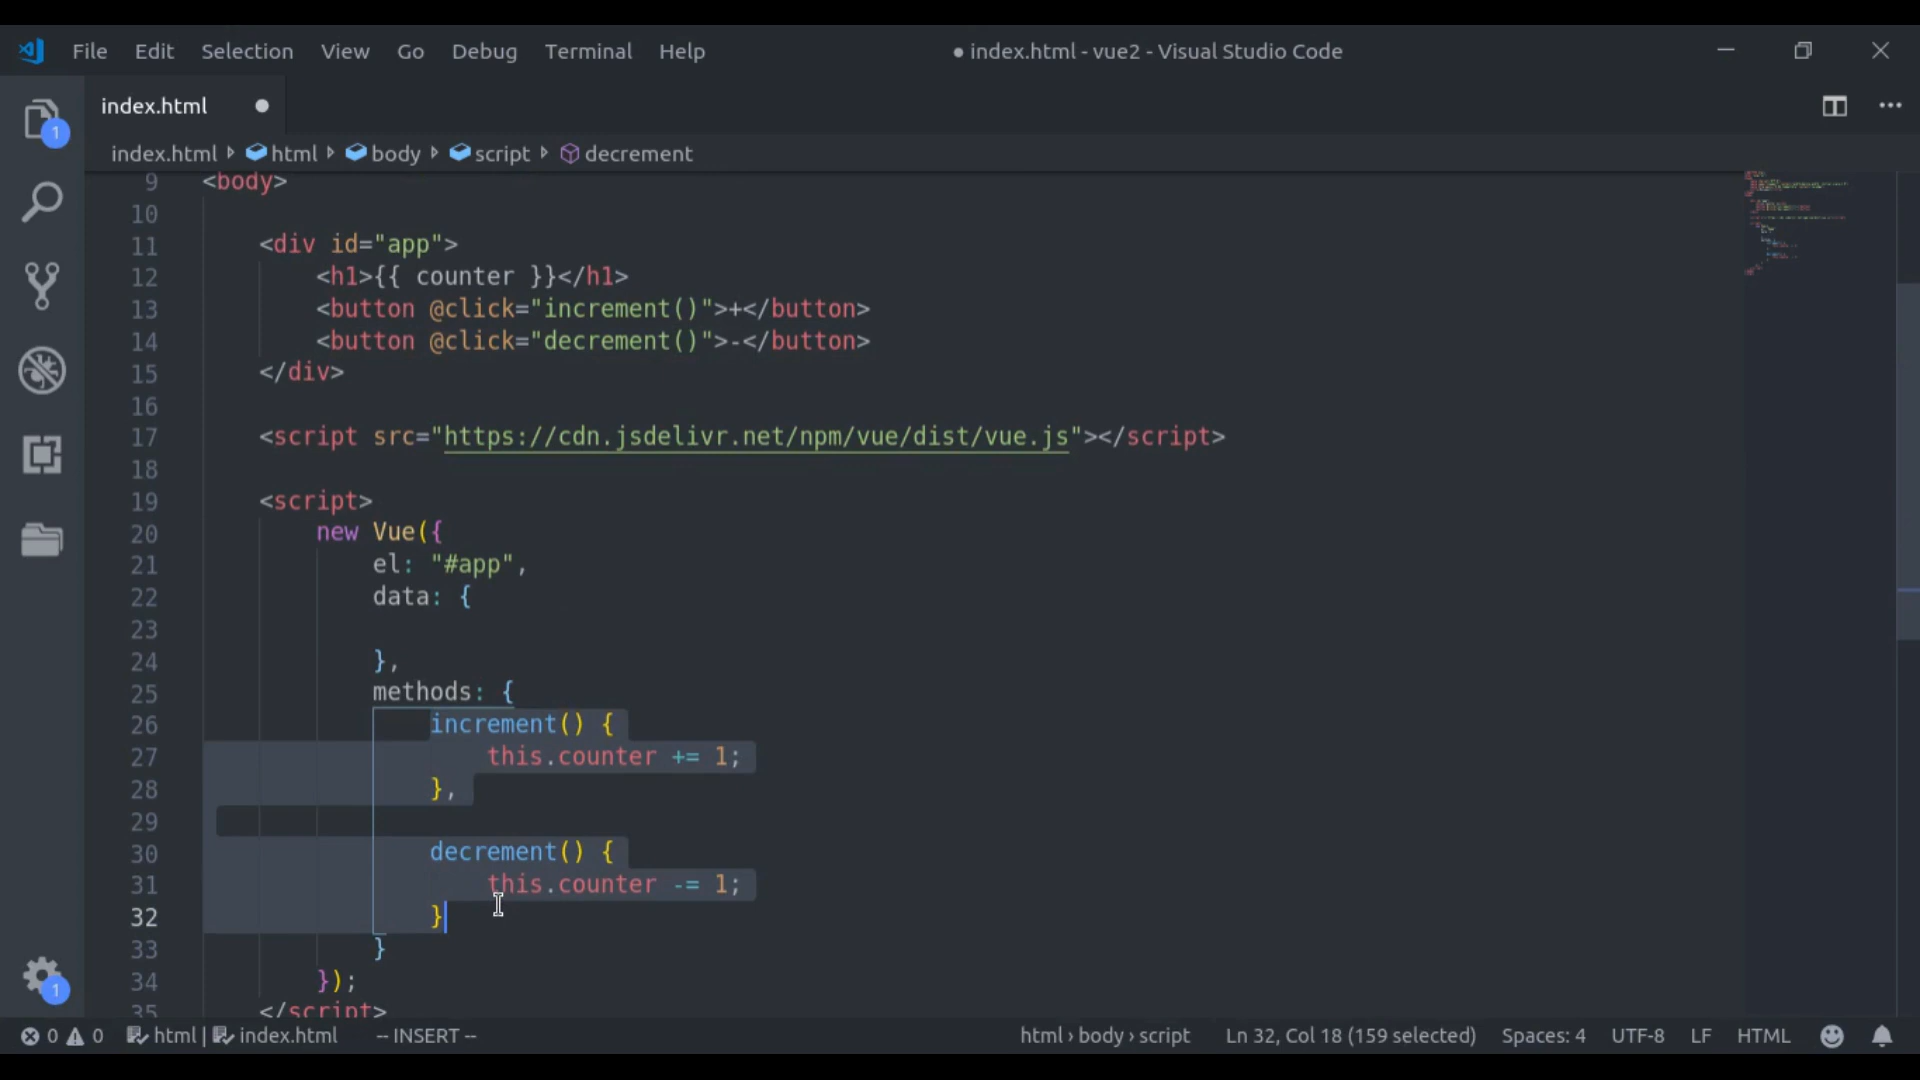 File Edit Selection View Go Debug Terminal Help ● index.html - vue2 - Visual Studio Code
index.html ●
1
index.html html body script decrement
9 <body>
10
11 <div id="app">
12 <h1>{{ counter }}</h1>
13 <button @click="increment()">+</button>
14 <button @click="decrement()">-</button>
15 </div>
16
17 <script src="https://cdn.jsdelivr.net/npm/vue/dist/vue.js"></script>
18
19 <script>
20 new Vue({
21 el: "#app",
22 data: {
23
24 },
25 methods: {
26 increment() {
27 this.counter += 1;
28 },
29
30 decrement() {
31 this.counter -= 1;
32 }
33 }
34 });
35 </script>
1
0 0 html | index.html -- INSERT -- html › body › script Ln 32, Col 18 (159 selected) Spaces: 4 UTF-8 LF HTML